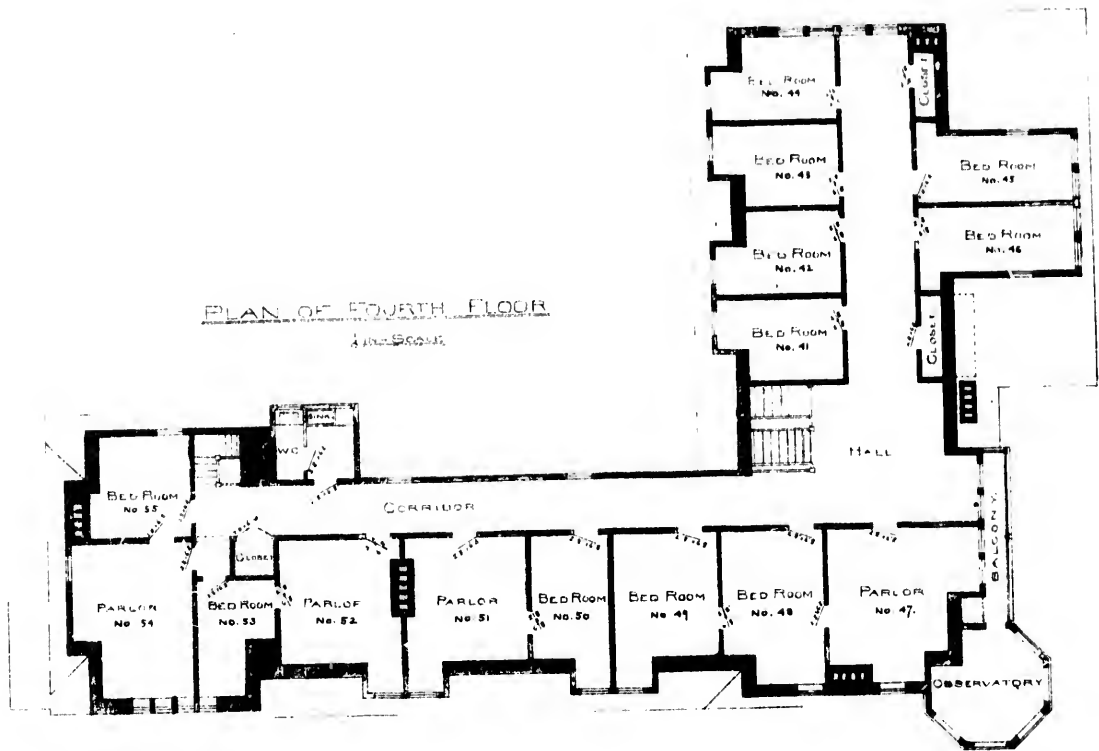 BED ROOM
No. 44
CLOSET
BED ROOM
No. 43
BED ROOM
No. 45
BED ROOM
No. 42
BED ROOM
No. 46
PLAN OF FOURTH FLOOR
SCALE
BED ROOM
No. 41
CLOSET
SINK
W.C.
HALL
BED ROOM
No. 55
CORRIDOR
BALCONY
CLOSET
PARLOR
No. 54
BED ROOM
No. 53
PARLOR
No. 52
PARLOR
No. 51
BED ROOM
No. 50
BED ROOM
No. 49
BED ROOM
No. 48
PARLOR
No. 47.
OBSERVATORY